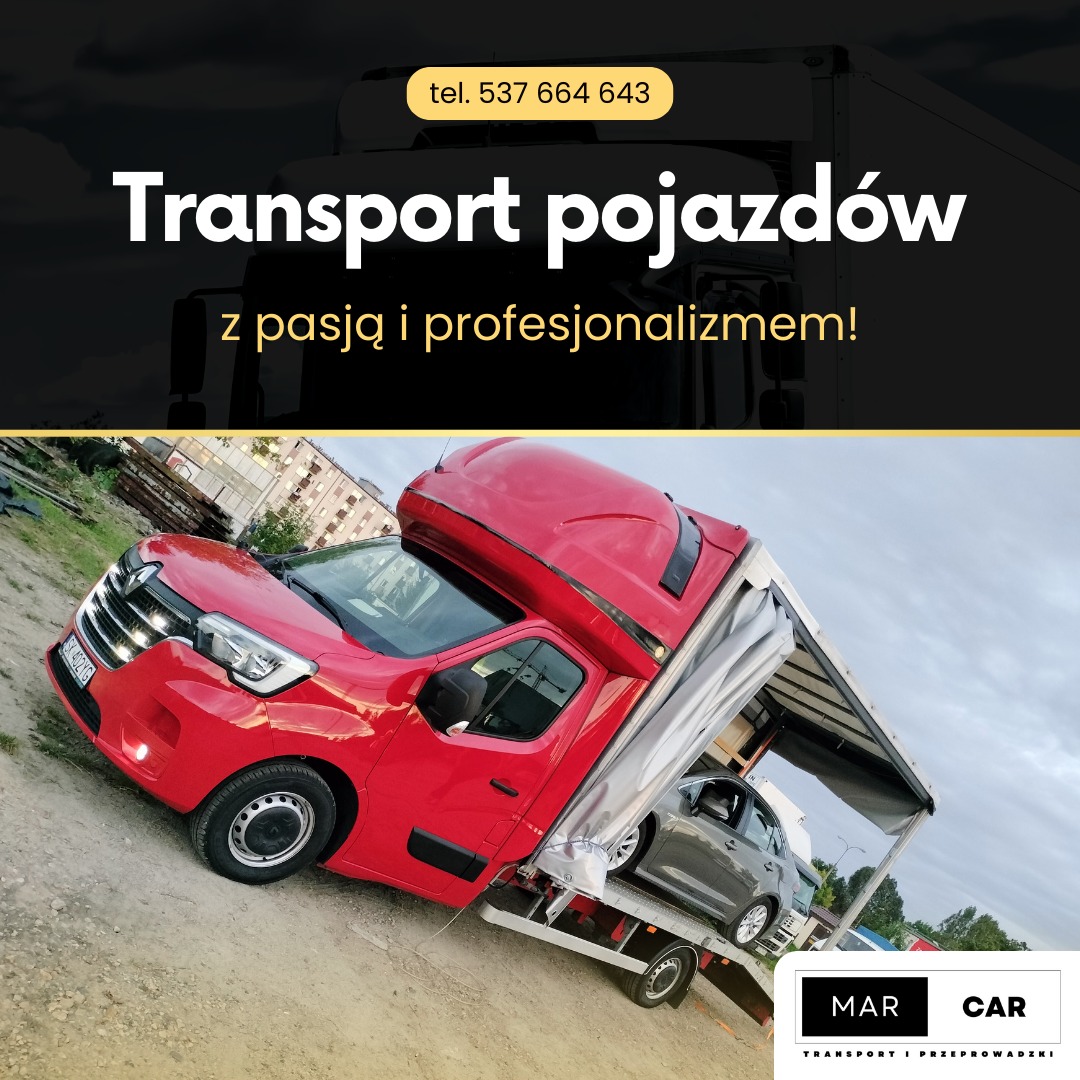 tel. 537 664 643
Transport pojazdów
z pasją i profesjonalizmem!
MAR CAR
TRANSPORT I PRZEPROWADZKI